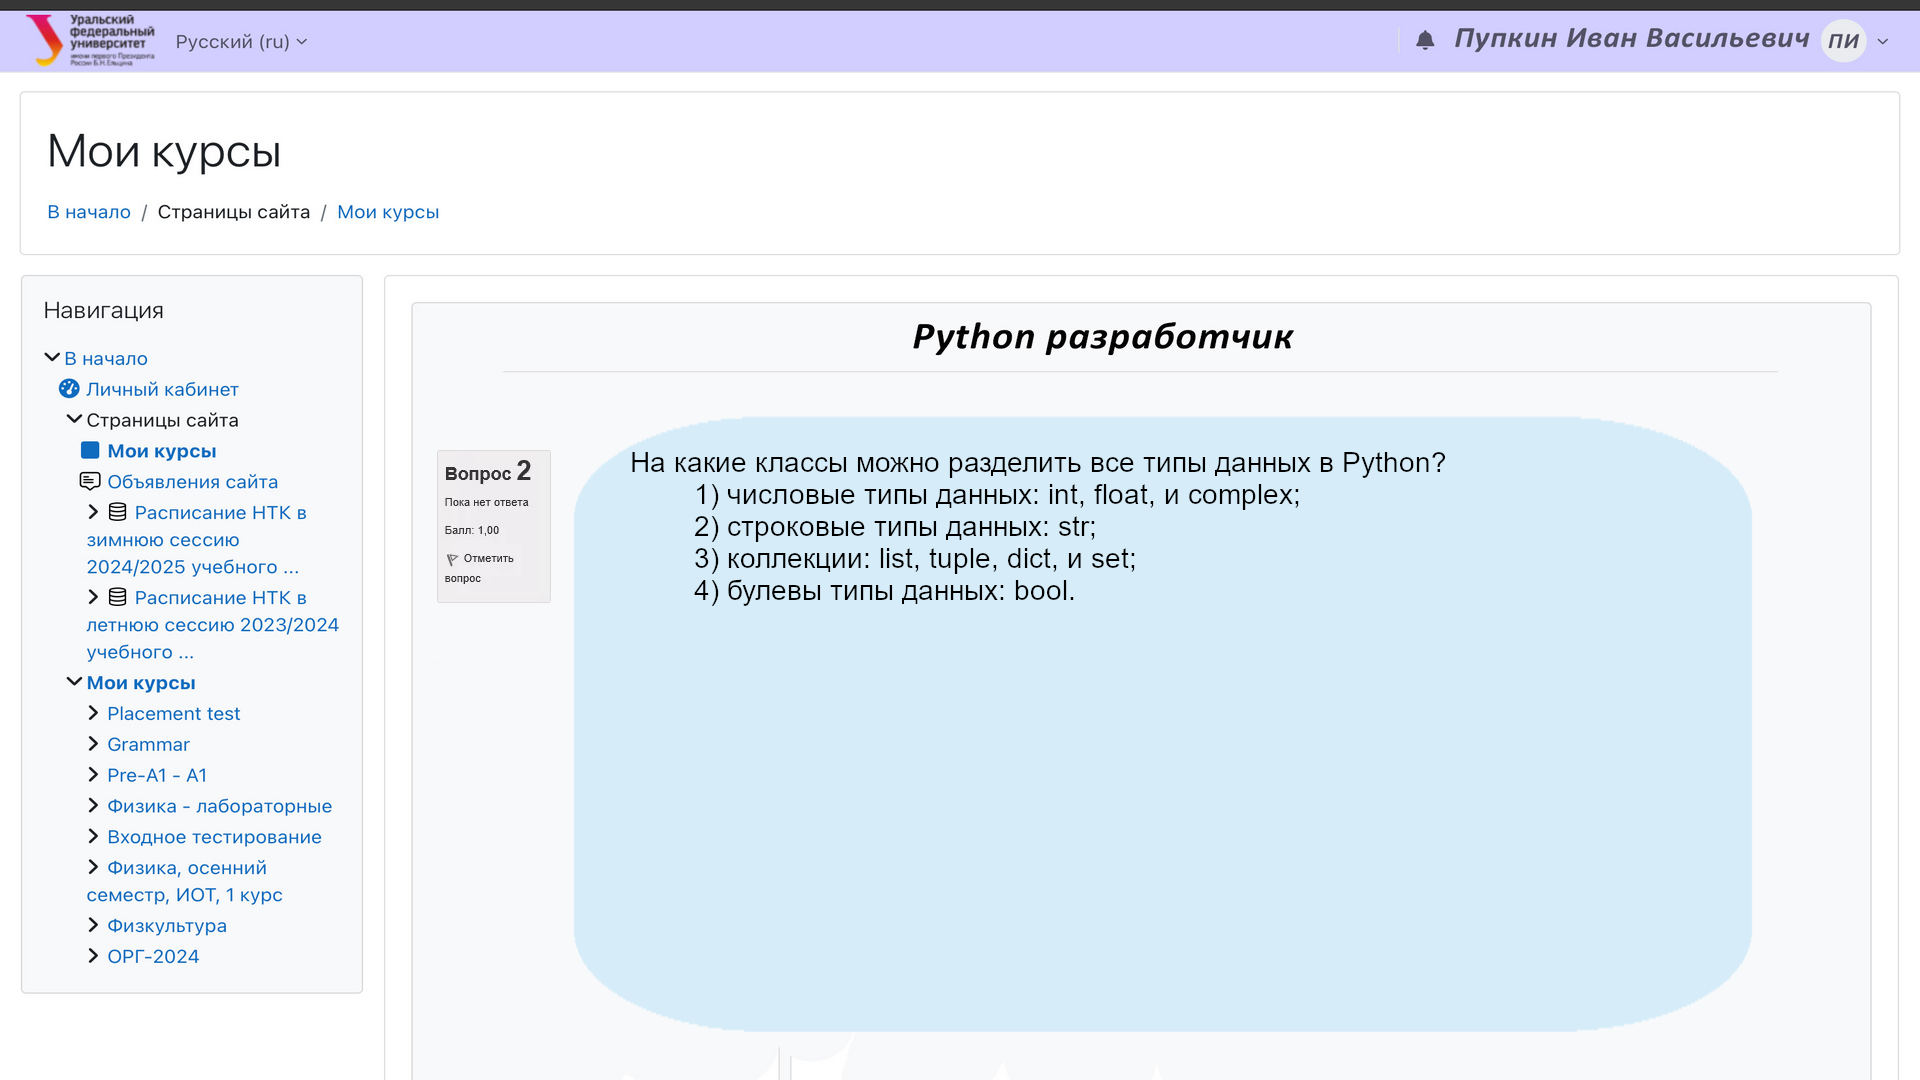 Уральский
федеральный
университет
имени первого Президента
России Б.Н.Ельцина
Русский (ru)
Пупкин Иван Васильевич
ПИ
Мои курсы
В начало / Страницы сайта / Мои курсы
Навигация
В начало
Личный кабинет
Страницы сайта
Мои курсы
Объявления сайта
Расписание НТК в
зимнюю сессию
2024/2025 учебного ...
Расписание НТК в
летнюю сессию 2023/2024
учебного ...
Мои курсы
Placement test
Grammar
Pre-A1 - A1
Физика - лабораторные
Входное тестирование
Физика, осенний
семестр, ИОТ, 1 курс
Физкультура
ОРГ-2024
Python разработчик
Вопрос 2
Пока нет ответа
Балл: 1,00
Отметить
вопрос
На какие классы можно разделить все типы данных в Python?
1) числовые типы данных: int, float, и complex;
2) строковые типы данных: str;
3) коллекции: list, tuple, dict, и set;
4) булевы типы данных: bool.